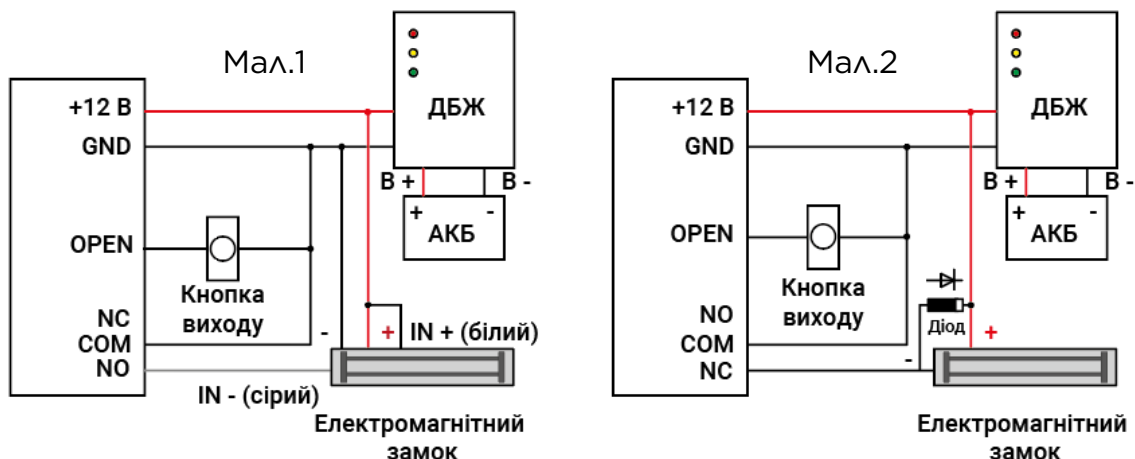 Мал.1
+12 В
GND
OPEN
NC
COM
NO
ДБЖ
B +
B -
+ -
АКБ
Кнопка
виходу
-
+
IN + (білий)
IN - (сірий)
Електромагнітний
замок
Мал.2
+12 В
GND
OPEN
NO
COM
NC
ДБЖ
B +
B -
+ -
АКБ
Кнопка
виходу
Діод
-
+
Електромагнітний
замок